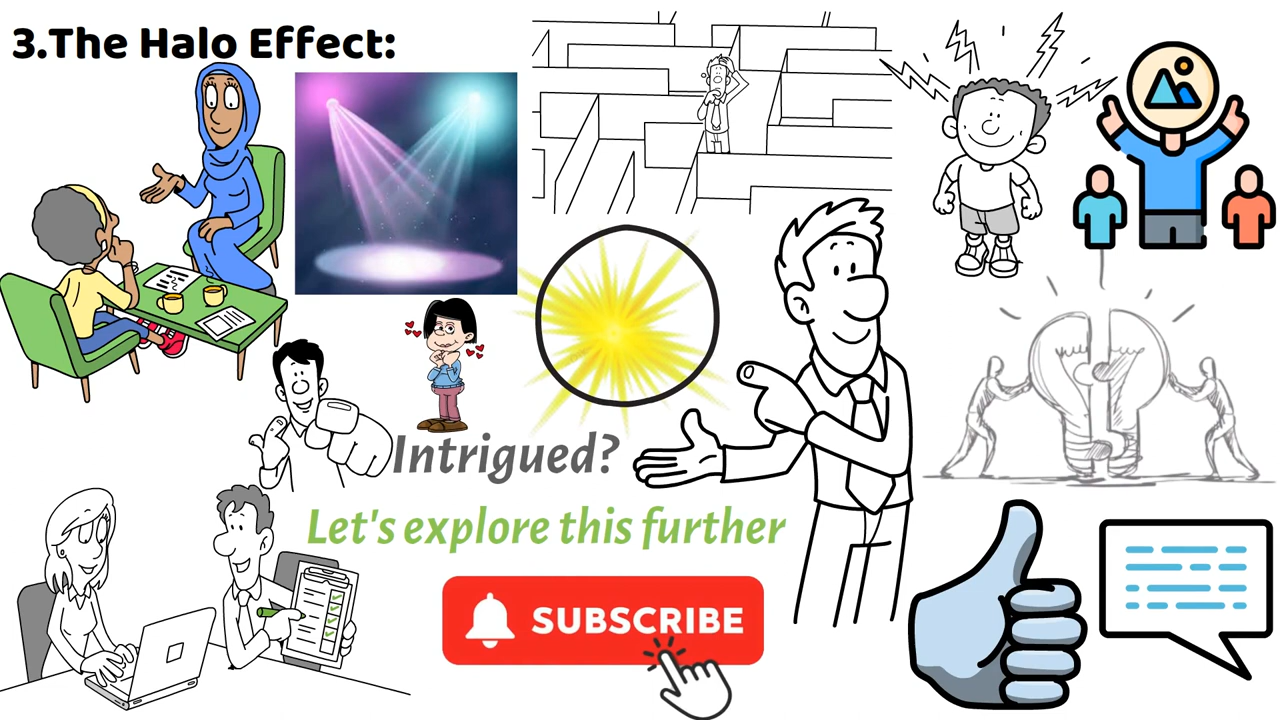 3.The Halo Effect:
Intrigued?
Let's explore this further
SUBSCRIBE